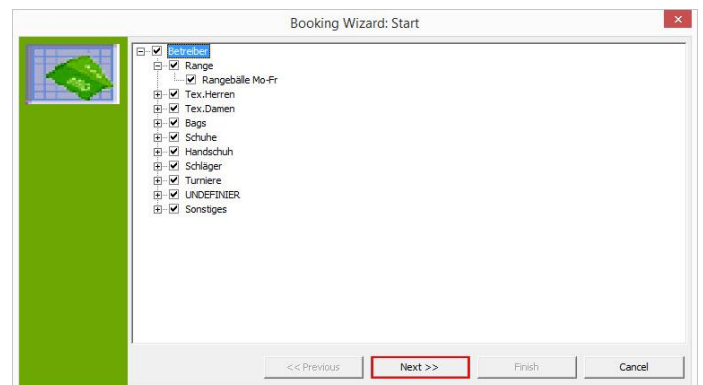 Booking Wizard: Start
Betreiber
Range
Rangebälle Mo-Fr
Tex.Herren
Tex.Damen
Bags
Schuhe
Handschuh
Schläger
Turniere
UNDEFINIER
Sonstiges
<< Previous
Next >>
Finish
Cancel